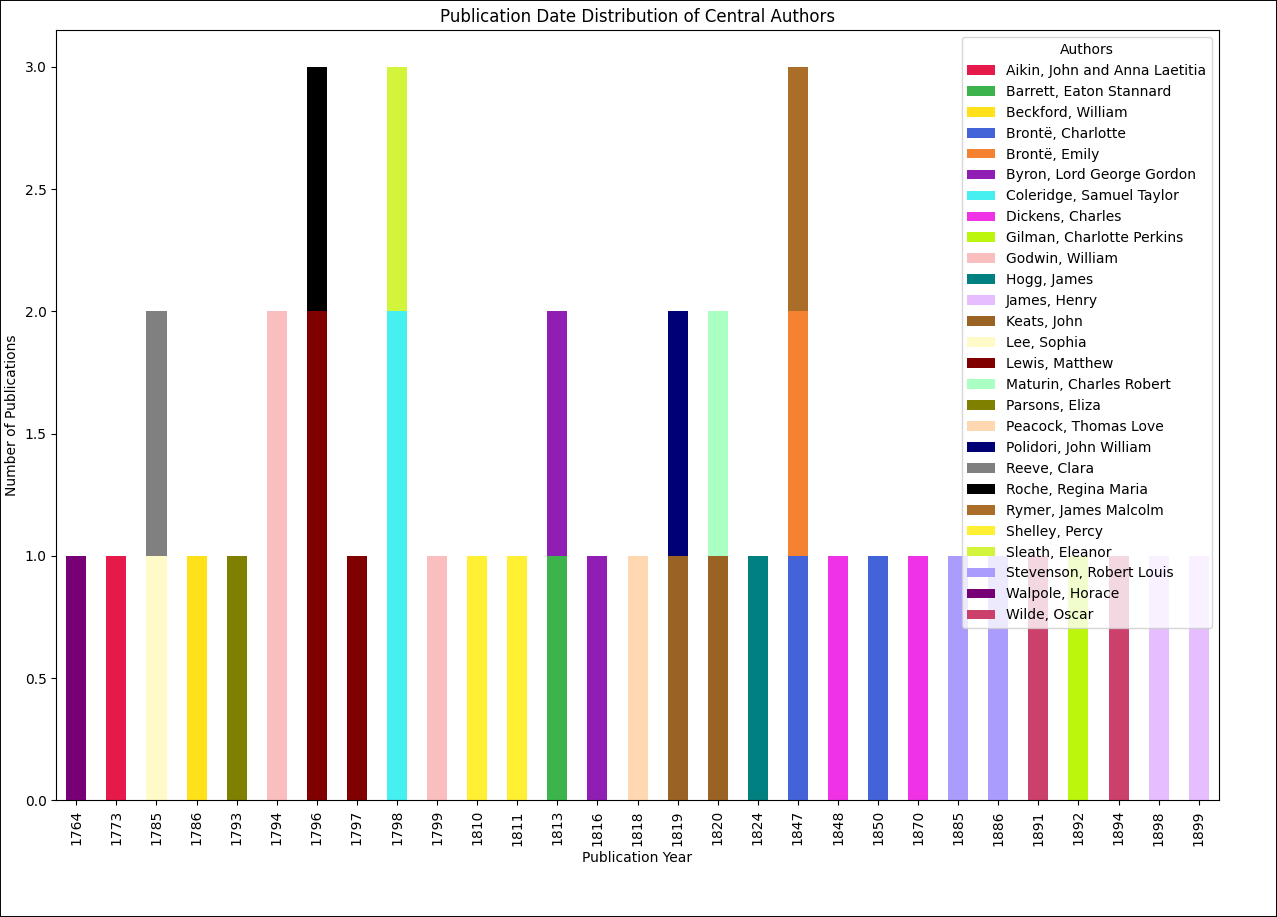 Publication Date Distribution of Central Authors
Number of Publications
3.0
2.5
2.0
1.5
1.0
0.5
0.0
Authors
Aikin, John and Anna Laetitia
Barrett, Eaton Stannard
Beckford, William
Brontë, Charlotte
Brontë, Emily
Byron, Lord George Gordon
Coleridge, Samuel Taylor
Dickens, Charles
Gilman, Charlotte Perkins
Godwin, William
Hogg, James
James, Henry
Keats, John
Lee, Sophia
Lewis, Matthew
Maturin, Charles Robert
Parsons, Eliza
Peacock, Thomas Love
Polidori, John William
Reeve, Clara
Roche, Regina Maria
Rymer, James Malcolm
Shelley, Percy
Sleath, Eleanor
Stevenson, Robert Louis
Walpole, Horace
Wilde, Oscar
1764
1773
1785
1786
1793
1794
1796
1797
1798
1799
1810
1811
1813
1816
1818
1819
1820
1824
1847
1848
1850
1870
1885
1886
1891
1892
1894
1898
1899
Publication Year